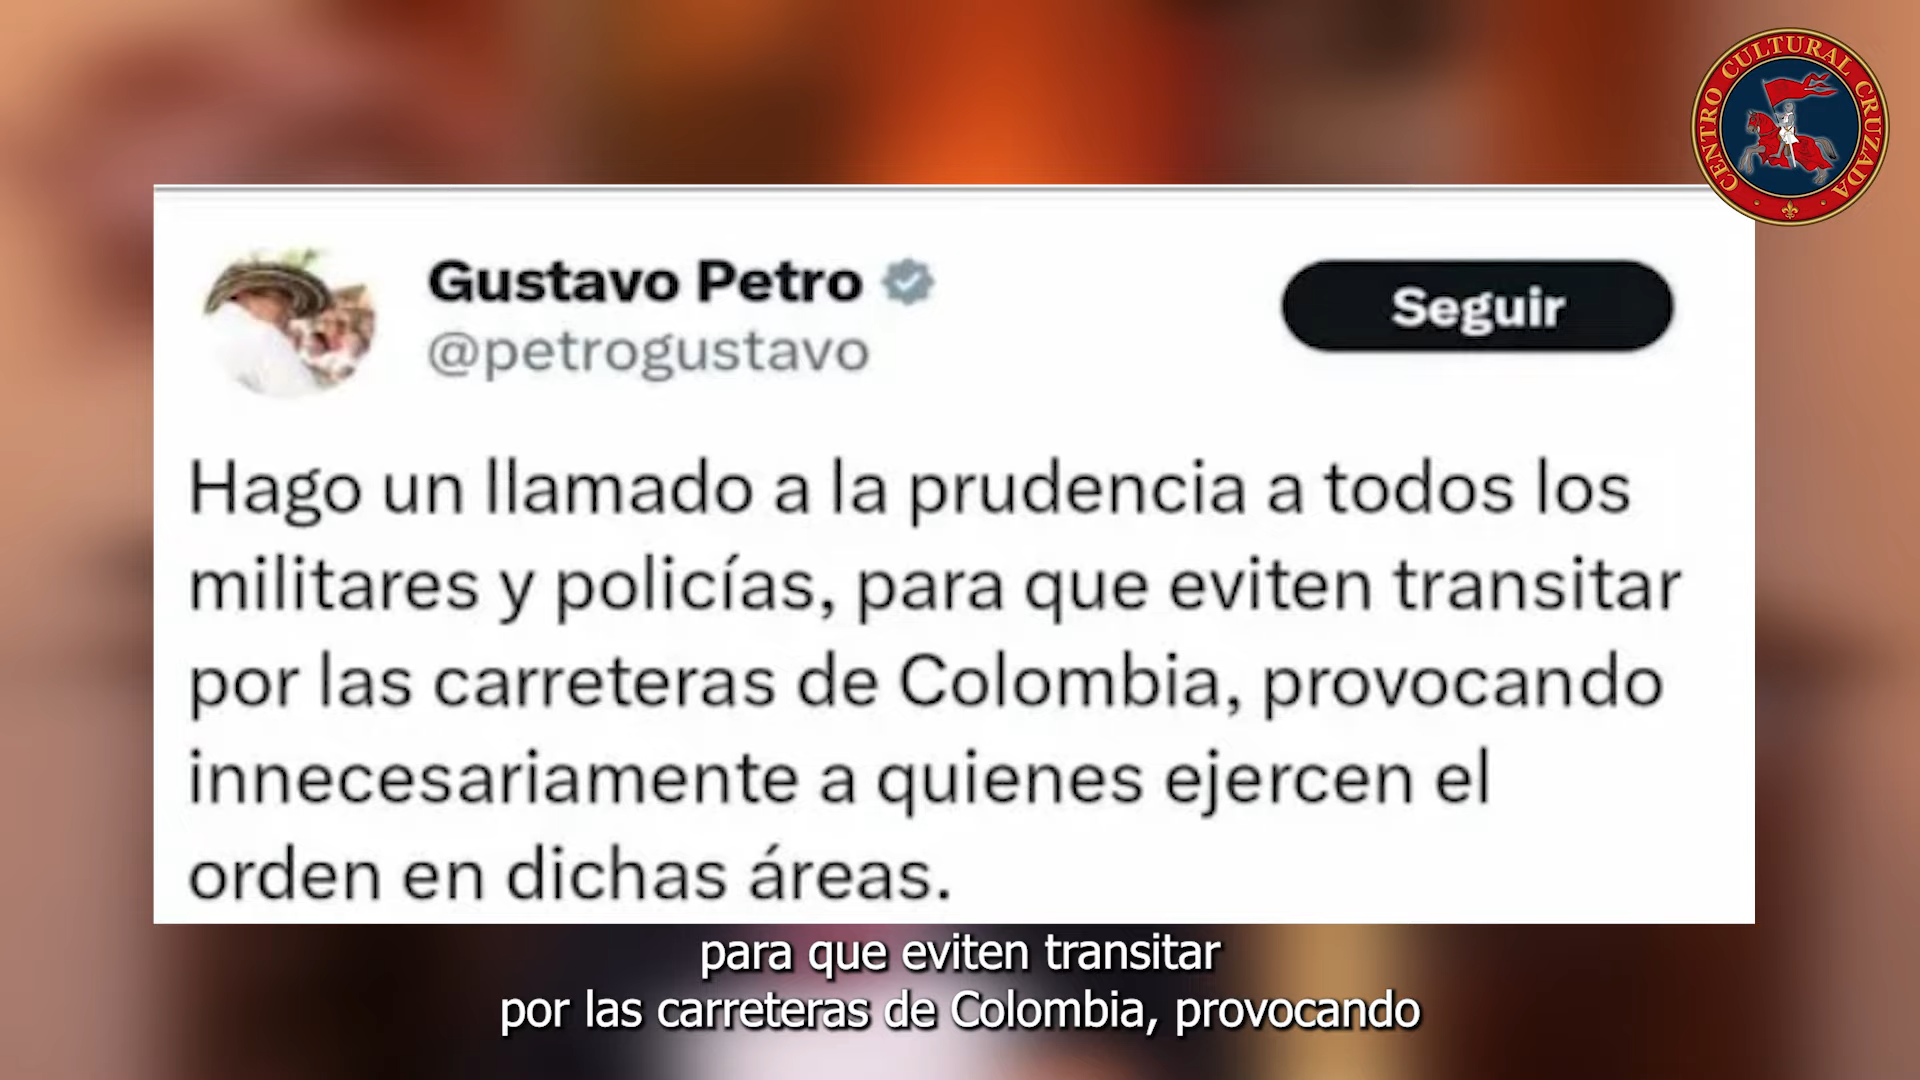 CENTRO CULTURAL CRUZADA
Gustavo Petro
@petrogustavo
Seguir
Hago un llamado a la prudencia a todos los
militares y policías, para que eviten transitar
por las carreteras de Colombia, provocando
innecesariamente a quienes ejercen el
orden en dichas áreas.
para que eviten transitar
por las carreteras de Colombia, provocando